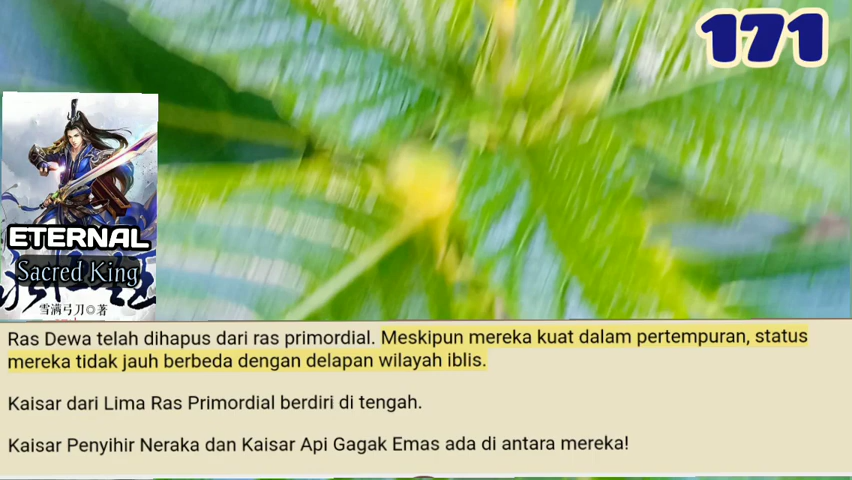 171
ETERNAL
Sacred King
雪满弓刀◎著
Ras Dewa telah dihapus dari ras primordial. Meskipun mereka kuat dalam pertempuran, status
mereka tidak jauh berbeda dengan delapan wilayah iblis.
Kaisar dari Lima Ras Primordial berdiri di tengah.
Kaisar Penyihir Neraka dan Kaisar Api Gagak Emas ada di antara mereka!